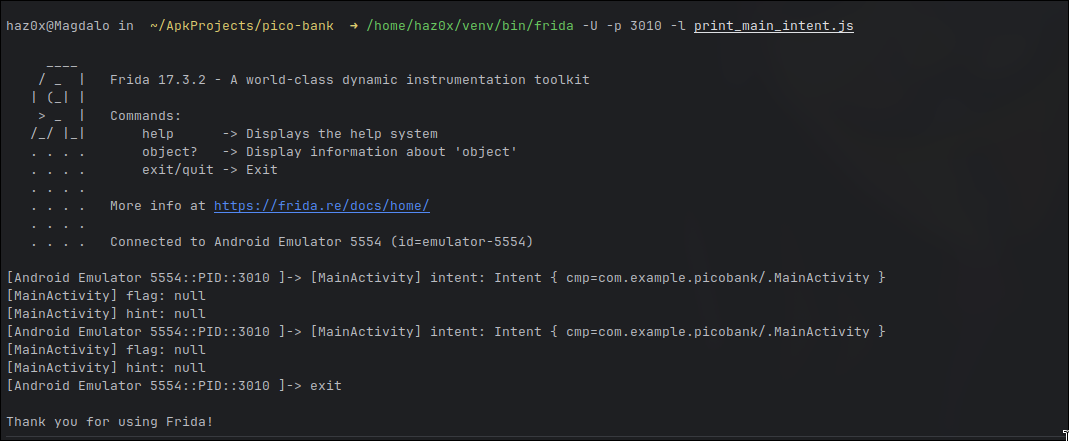 haz0x@Magdalo in  ~/ApkProjects/pico-bank  → /home/haz0x/venv/bin/frida -U -p 3010 -l print_main_intent.js
     ____
    / _  |   Frida 17.3.2 - A world-class dynamic instrumentation toolkit
   | (_| |
    > _  |   Commands:
   /_/ |_|       help      -> Displays the help system
   . . . .       object?   -> Display information about 'object'
   . . . .       exit/quit -> Exit
   . . . .
   . . . .   More info at https://frida.re/docs/home/
   . . . .
   . . . .   Connected to Android Emulator 5554 (id=emulator-5554)
[Android Emulator 5554::PID::3010 ]-> [MainActivity] intent: Intent { cmp=com.example.picobank/.MainActivity }
[MainActivity] flag: null
[MainActivity] hint: null
[Android Emulator 5554::PID::3010 ]-> [MainActivity] intent: Intent { cmp=com.example.picobank/.MainActivity }
[MainActivity] flag: null
[MainActivity] hint: null
[Android Emulator 5554::PID::3010 ]-> exit
Thank you for using Frida!